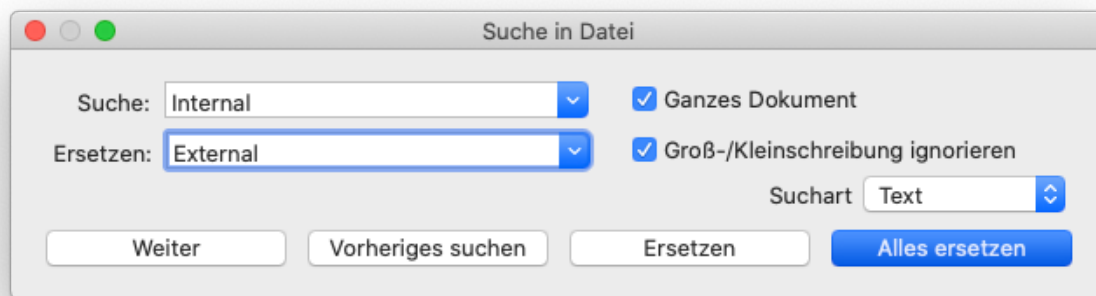 Suche in Datei
Suche: Internal
Ganzes Dokument
Ersetzen: External
Groß-/Kleinschreibung ignorieren
Suchart Text
Weiter Vorheriges suchen Ersetzen Alles ersetzen